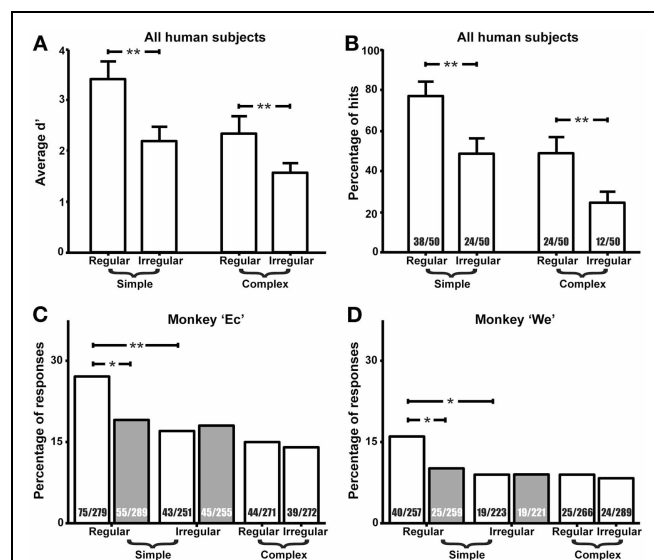 A
All human subjects
Average d'
4
3
2
1
0
**
**
Regular Irregular Regular Irregular
Simple Complex
B
All human subjects
Percentage of hits
100
80
60
40
20
0
**
**
38/50 24/50 24/50 12/50
Regular Irregular Regular Irregular
Simple Complex
C
Monkey 'Ec'
Percentage of responses
30
15
0
**
*
75/279 55/289 43/251 45/255 44/271 39/272
Regular Irregular Regular Irregular
Simple Complex
D
Monkey 'We'
Percentage of responses
30
15
0
*
*
40/257 25/259 19/223 19/221 25/266 24/289
Regular Irregular Regular Irregular
Simple Complex